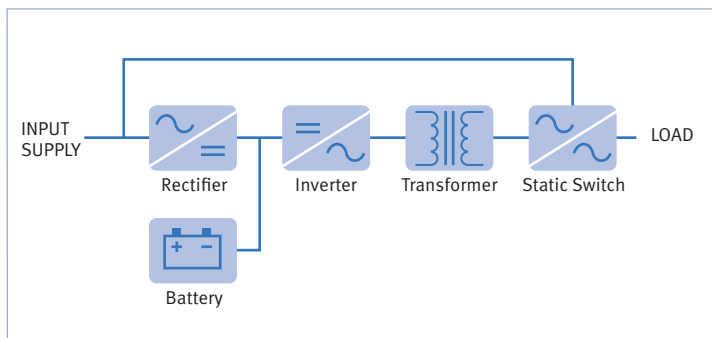 INPUT
SUPPLY
LOAD
Rectifier
Inverter
Transformer
Static Switch
+ −
Battery